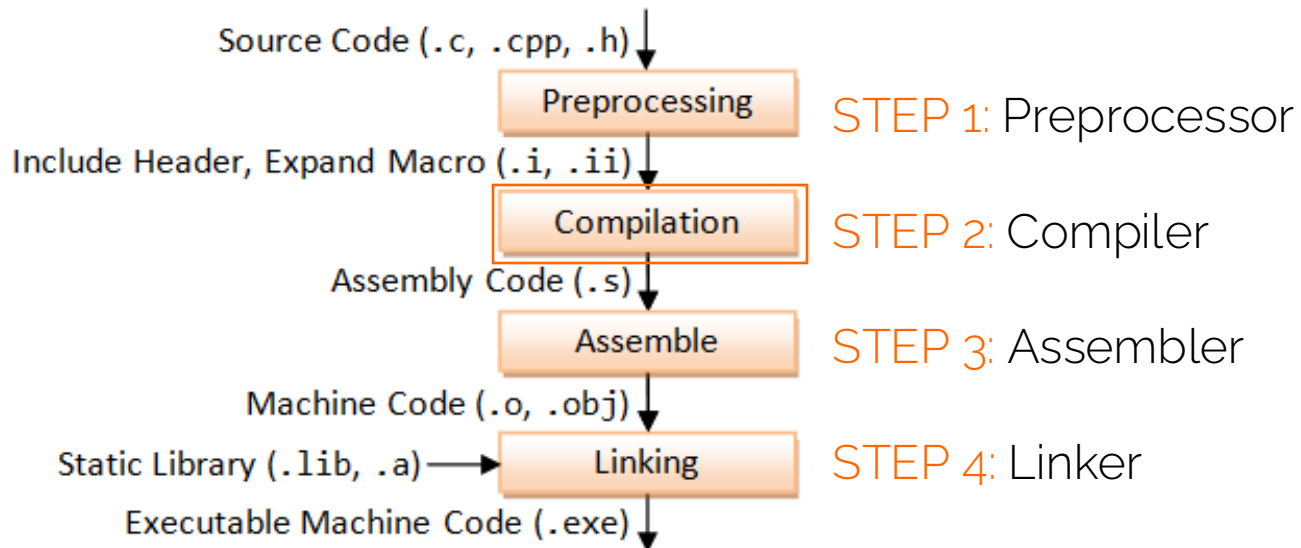 Source Code (.c, .cpp, .h)
Preprocessing
STEP 1: Preprocessor
Include Header, Expand Macro (.i, .ii)
Compilation
STEP 2: Compiler
Assembly Code (.s)
Assemble
STEP 3: Assembler
Machine Code (.o, .obj)
Static Library (.lib, .a)
Linking
STEP 4: Linker
Executable Machine Code (.exe)